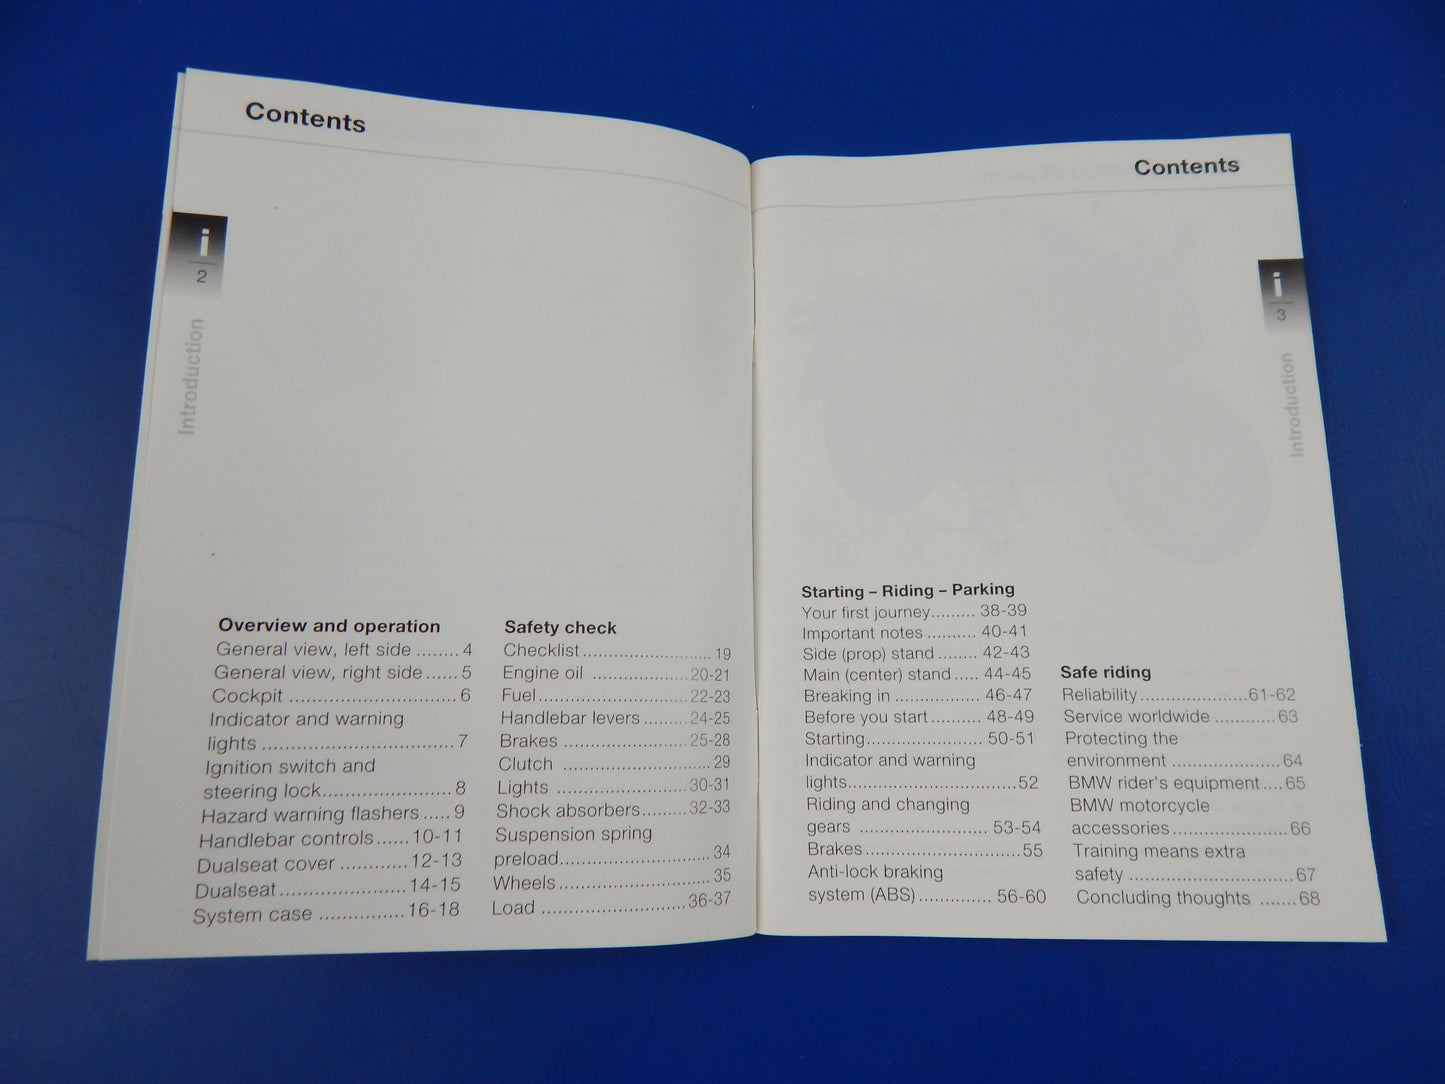 Contents
i
2
Introduction
Overview and operation
General view, left side ........ 4
General view, right side ...... 5
Cockpit .............................. 6
Indicator and warning
lights ................................... 7
Ignition switch and
steering lock....................... 8
Hazard warning flashers ..... 9
Handlebar controls...... 10-11
Dualseat cover ............ 12-13
Dualseat....................... 14-15
System case ................ 16-18
Safety check
Checklist........................... 19
Engine oil ................. 20-21
Fuel........................... 22-23
Handlebar levers......... 24-25
Brakes ....................... 25-28
Clutch ........................... 29
Lights ........................ 30-31
Shock absorbers......... 32-33
Suspension spring
preload........................... 34
Wheels........................... 35
Load .......................... 36-37
Contents
i
3
Introduction
Starting – Riding – Parking
Your first journey......... 38-39
Important notes .......... 40-41
Side (prop) stand ........ 42-43
Main (center) stand ..... 44-45
Breaking in ................ 46-47
Before you start .......... 48-49
Starting....................... 50-51
Indicator and warning
lights................................. 52
Riding and changing
gears ......................... 53-54
Brakes............................... 55
Anti-lock braking
system (ABS) .............. 56-60
Safe riding
Reliability .................... 61-62
Service worldwide ............ 63
Protecting the
environment ..................... 64
BMW rider's equipment .... 65
BMW motorcycle
accessories ...................... 66
Training means extra
safety ................................ 67
Concluding thoughts ....... 68